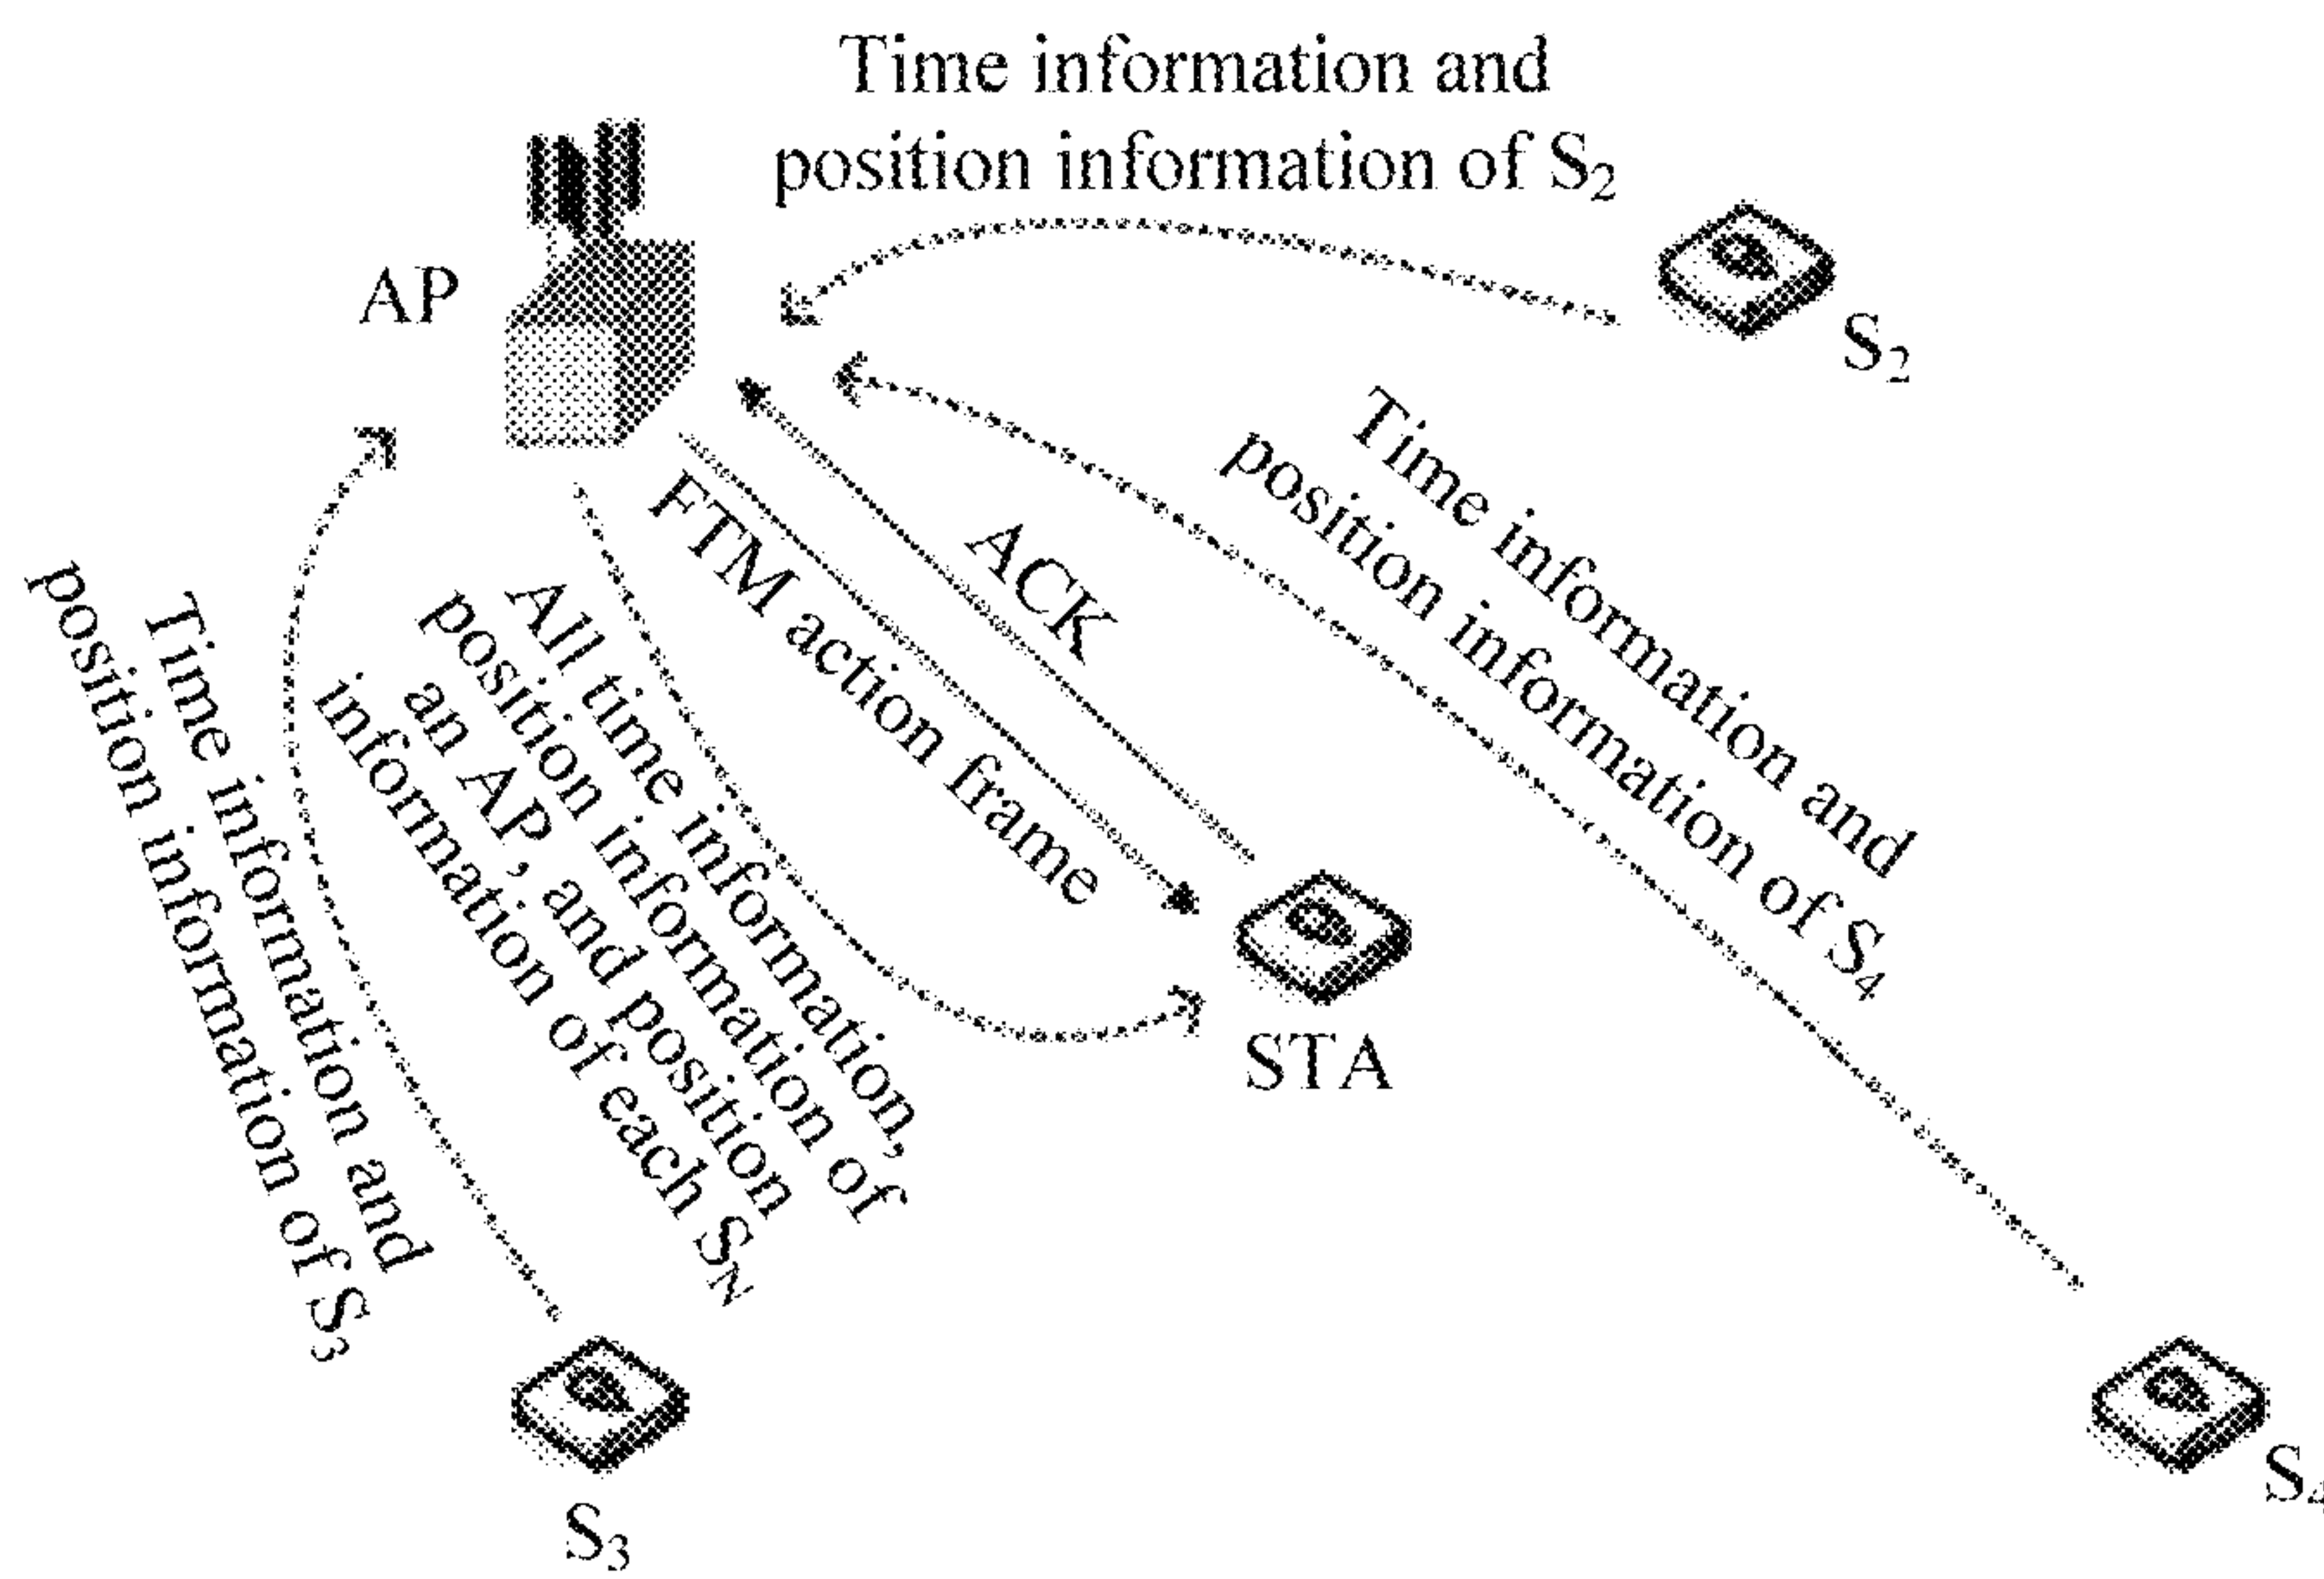 Time information and
position information of S₂
AP
S₂
Time information and
position information of S₄
ACK
FTM action frame
All time information,
position information of
an AP, and position
information of each S_N
Time information and
position information of S₃
STA
S₃
S₄